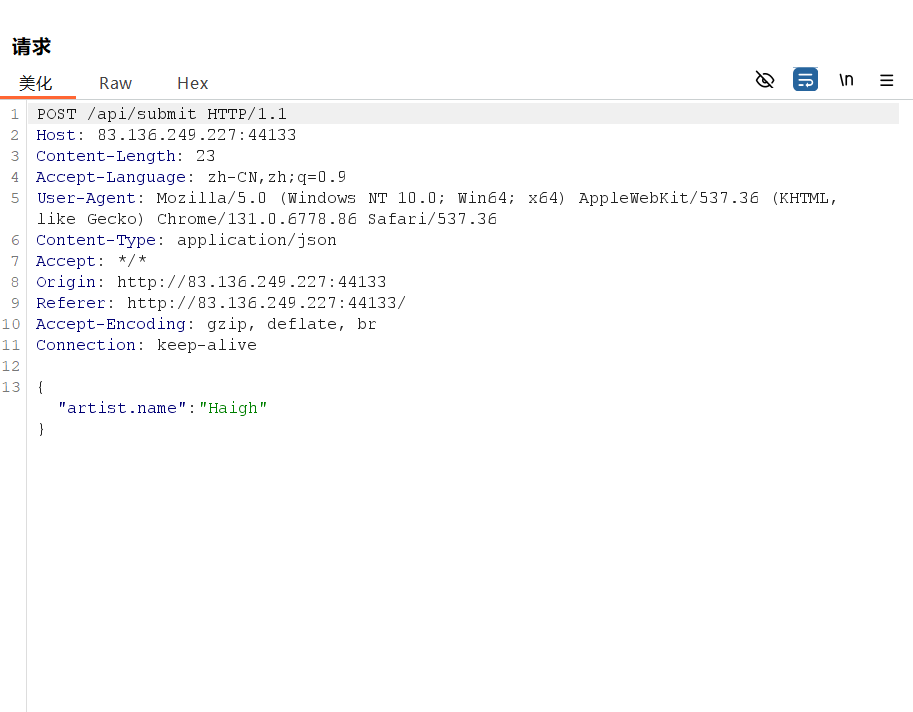 请求
美化 Raw Hex \n
1 POST /api/submit HTTP/1.1
2 Host: 83.136.249.227:44133
3 Content-Length: 23
4 Accept-Language: zh-CN,zh;q=0.9
5 User-Agent: Mozilla/5.0 (Windows NT 10.0; Win64; x64) AppleWebKit/537.36 (KHTML,
like Gecko) Chrome/131.0.6778.86 Safari/537.36
6 Content-Type: application/json
7 Accept: */*
8 Origin: http://83.136.249.227:44133
9 Referer: http://83.136.249.227:44133/
10 Accept-Encoding: gzip, deflate, br
11 Connection: keep-alive
12
13 {
"artist.name":"Haigh"
}